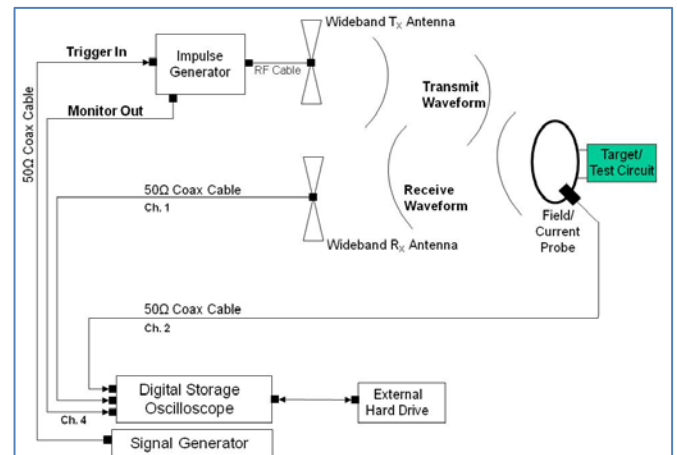 Wideband Tx Antenna
Trigger In
Impulse
Generator
RF Cable
Transmit
Waveform
Monitor Out
50Ω Coax Cable
Target/
Test Circuit
50Ω Coax Cable
Ch. 1
Receive
Waveform
Field/
Current
Probe
Wideband Rx Antenna
50Ω Coax Cable
Ch. 2
Digital Storage
Oscilloscope
External
Hard Drive
Ch. 4
Signal Generator